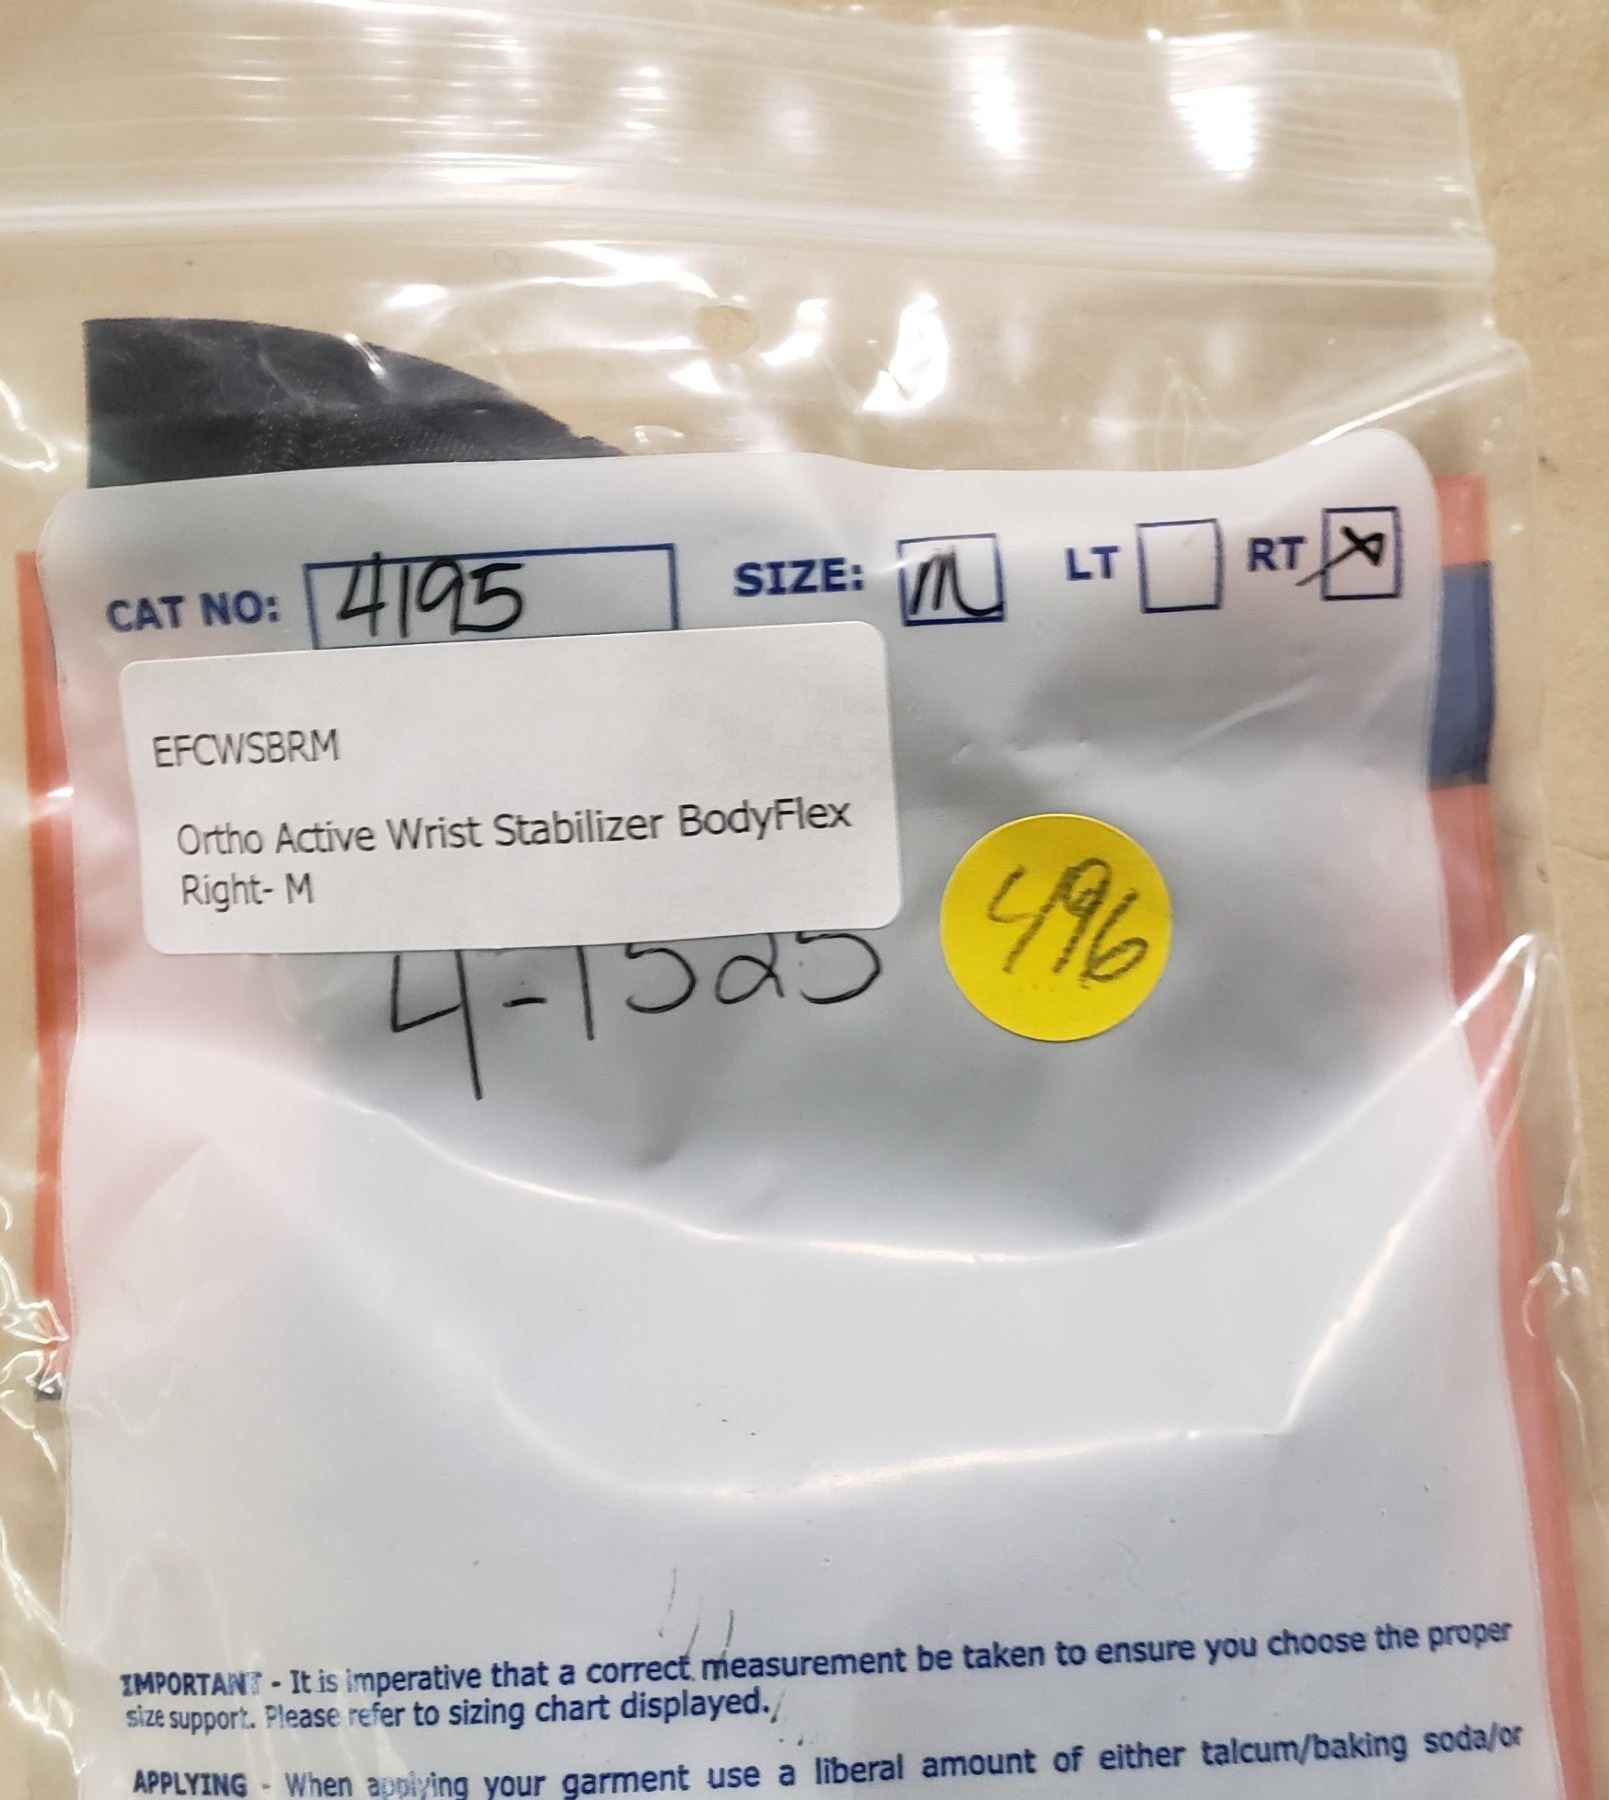 CAT NO: 4195 SIZE: M LT RT X
EFCWSBRM
Ortho Active Wrist Stabilizer BodyFlex
Right- M
4-1525
496
IMPORTANT - It is imperative that a correct measurement be taken to ensure you choose the proper
size support. Please refer to sizing chart displayed.
APPLYING - When applying your garment use a liberal amount of either talcum/baking soda/or